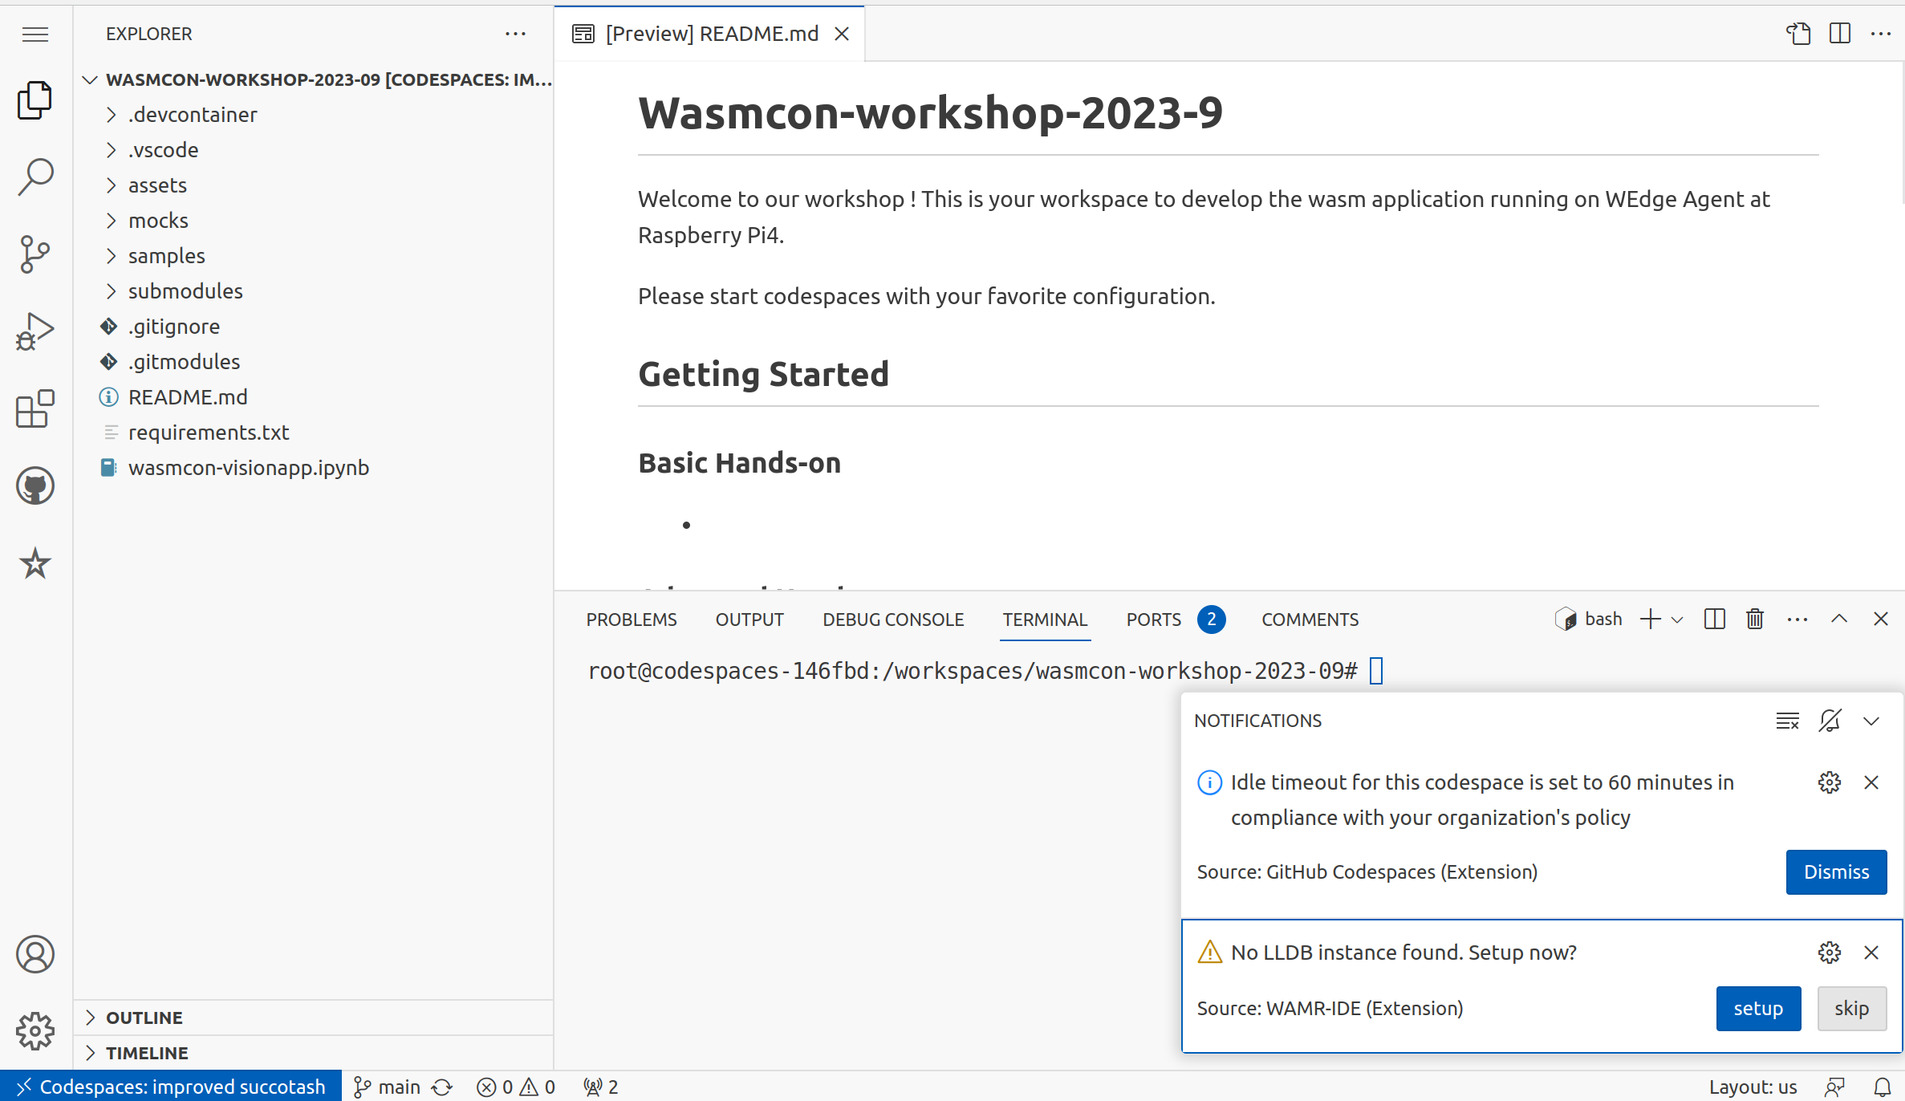 EXPLORER
WASMCON-WORKSHOP-2023-09 [CODESPACES: IM...
.devcontainer
.vscode
assets
mocks
samples
submodules
.gitignore
.gitmodules
README.md
requirements.txt
wasmcon-visionapp.ipynb
OUTLINE
TIMELINE
[Preview] README.md
Wasmcon-workshop-2023-9
Welcome to our workshop ! This is your workspace to develop the wasm application running on WEdge Agent at
Raspberry Pi4.
Please start codespaces with your favorite configuration.
Getting Started
Basic Hands-on
PROBLEMS OUTPUT DEBUG CONSOLE TERMINAL PORTS 2 COMMENTS bash
root@codespaces-146fbd:/workspaces/wasmcon-workshop-2023-09#
NOTIFICATIONS
Idle timeout for this codespace is set to 60 minutes in
compliance with your organization's policy
Source: GitHub Codespaces (Extension) Dismiss
No LLDB instance found. Setup now?
Source: WAMR-IDE (Extension) setup skip
Codespaces: improved succotash main 0 0 2 Layout: us